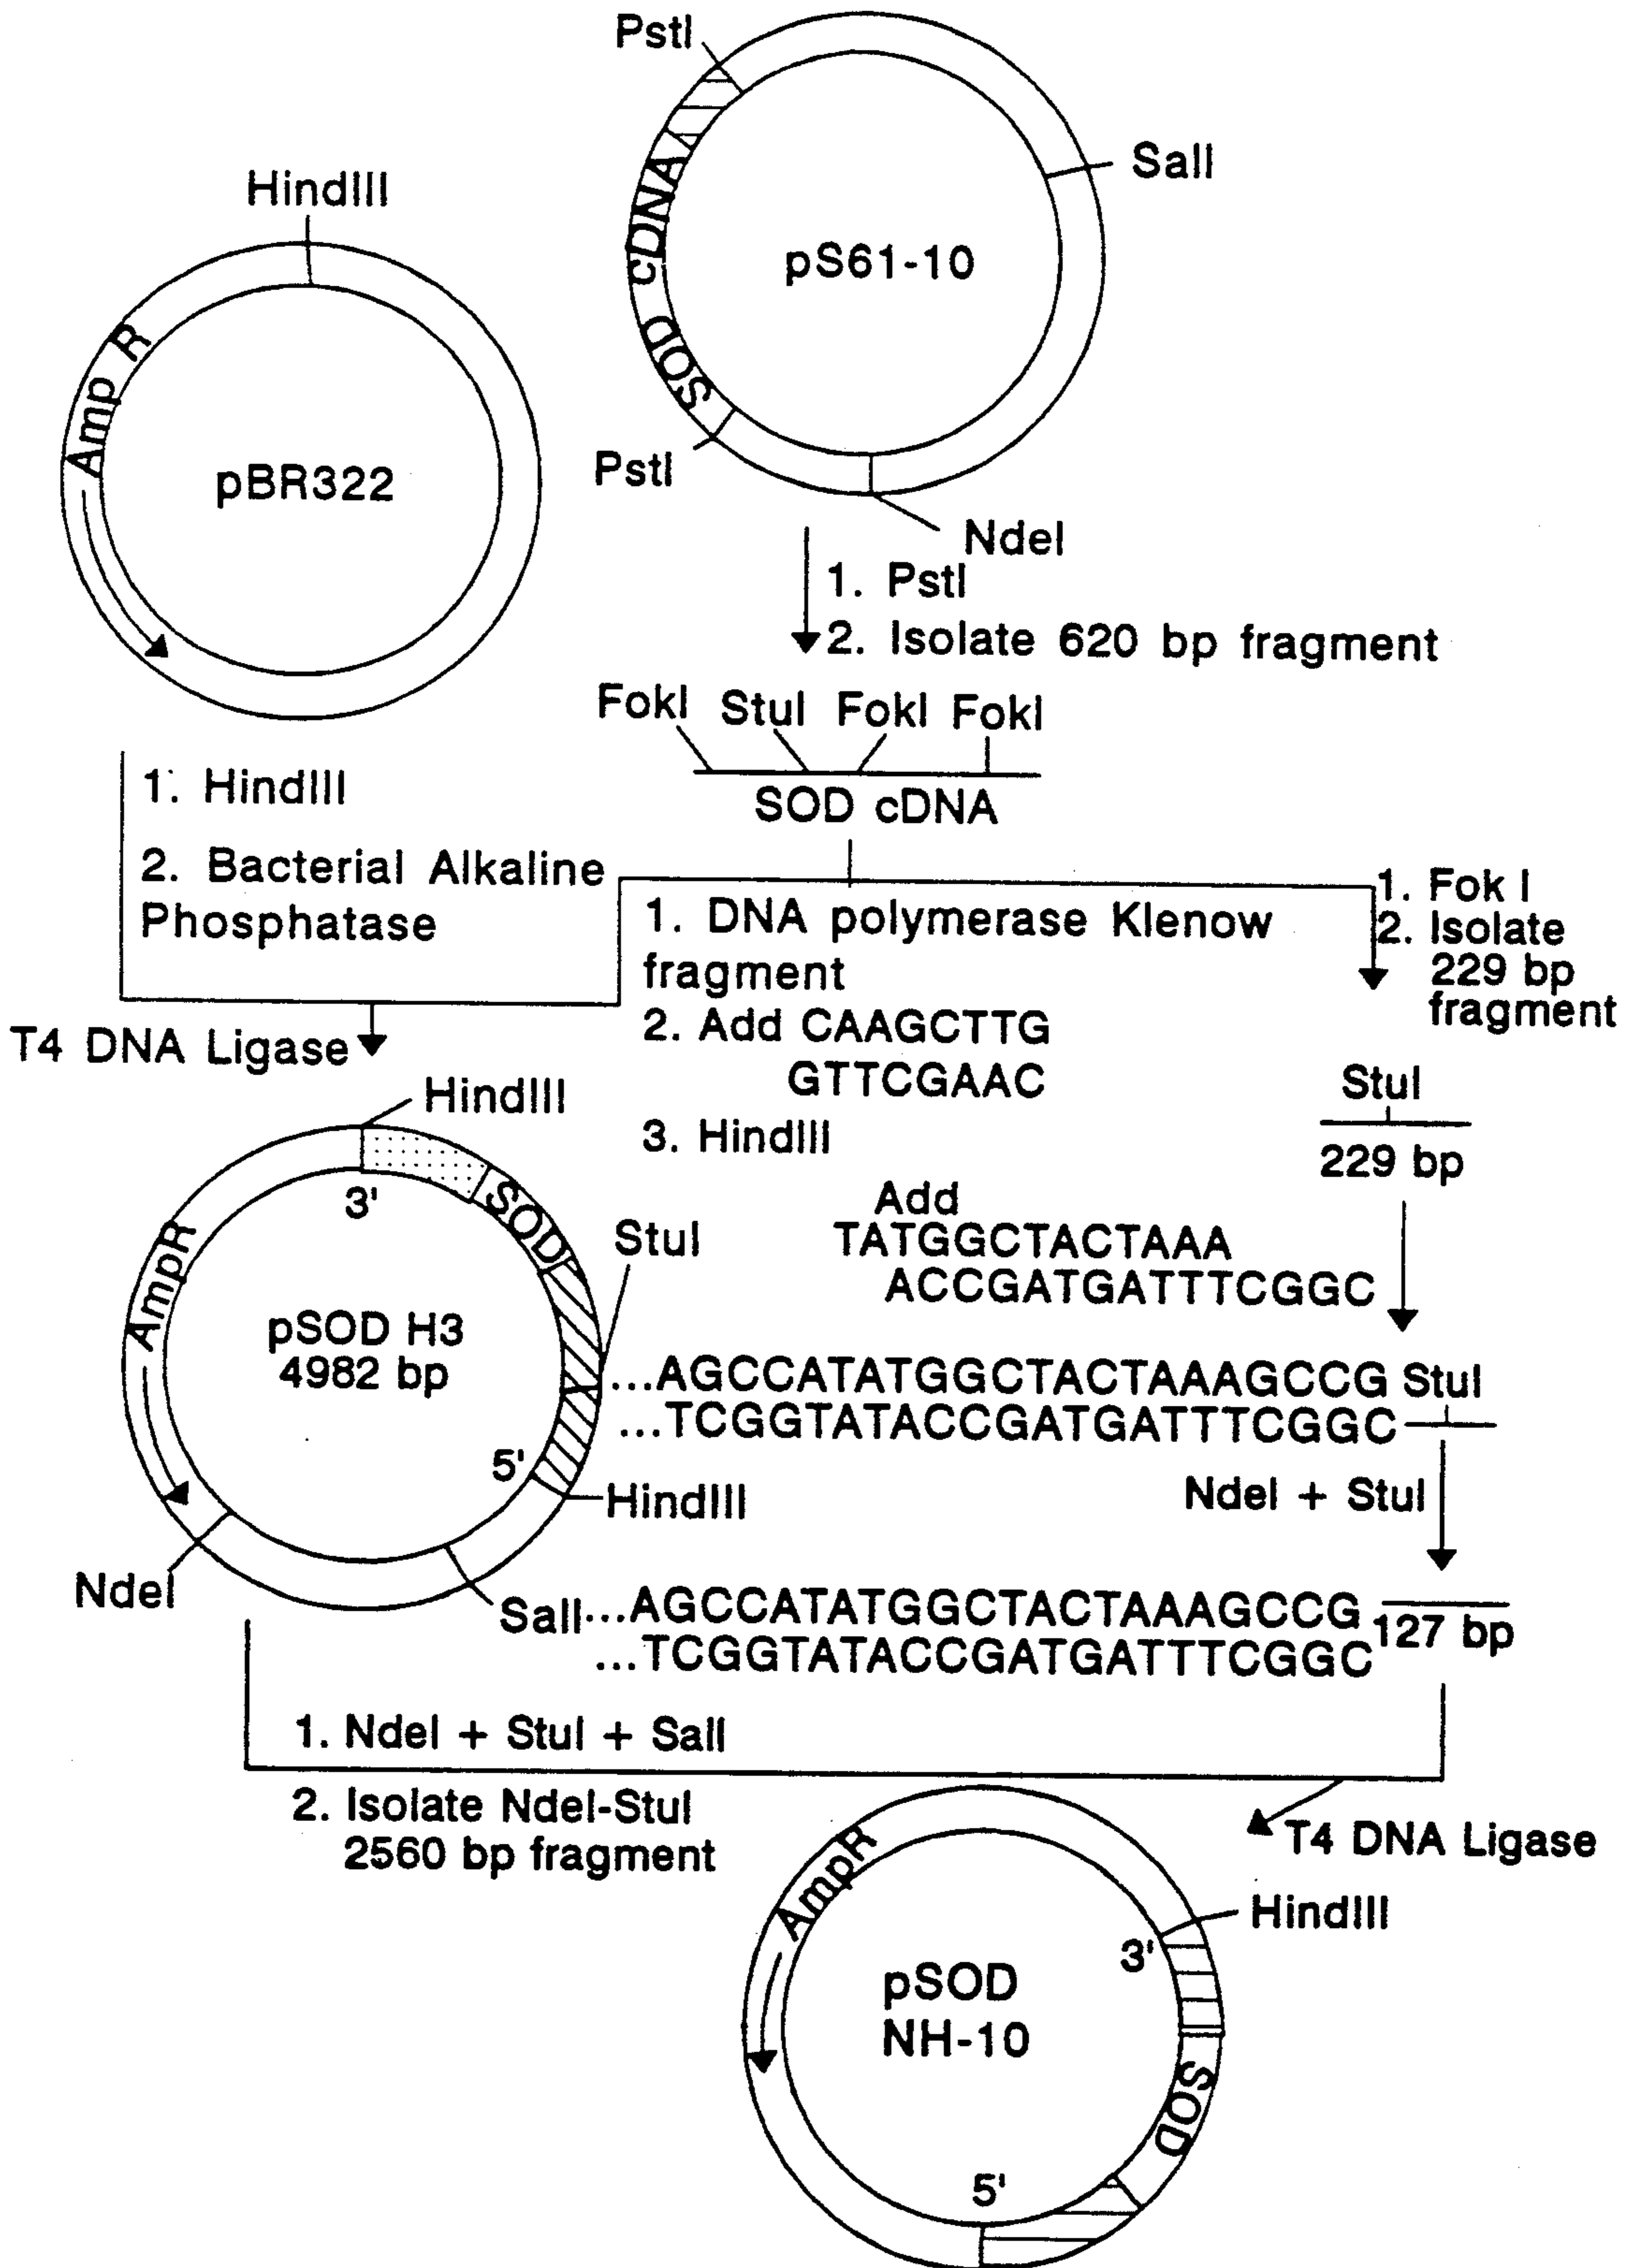 PstI
SalI
HindIII
pS61-10
SOD cDNA
Amp R
pBR322
PstI
NdeI
1. PstI
2. Isolate 620 bp fragment
FokI StuI FokI FokI
SOD cDNA
1. HindIII
2. Bacterial Alkaline
Phosphatase
1. DNA polymerase Klenow
fragment
2. Add CAAGCTTG
GTTCGAAC
3. HindIII
1. Fok I
2. Isolate
229 bp
fragment
T4 DNA Ligase
HindIII
StuI
229 bp
3'
SOD
StuI
AmpR
Add
TATGGCTACTAAA
ACCGATGATTTCGGC
pSOD H3
4982 bp
...AGCCATATGGCTACTAAAGCCG StuI
...TCGGTATACCGATGATTTCGGC
5'
HindIII
NdeI + StuI
NdeI
SalI
...AGCCATATGGCTACTAAAGCCG
...TCGGTATACCGATGATTTCGGC
127 bp
1. NdeI + StuI + SalI
2. Isolate NdeI-StuI
2560 bp fragment
T4 DNA Ligase
AmpR
HindIII
3'
pSOD
NH-10
SOD
5'